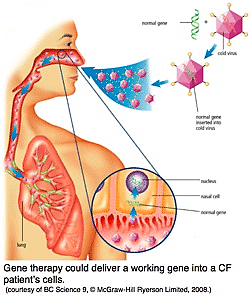 normal gene
+
cold virus
normal
gene
inserted
into
cold virus
nucleus
nasal cell
normal gene
lung
Gene therapy could deliver a working gene into a CF
patient's cells.
(courtesy of BC Science 9, © McGraw-Hill Ryerson Limited, 2008.)